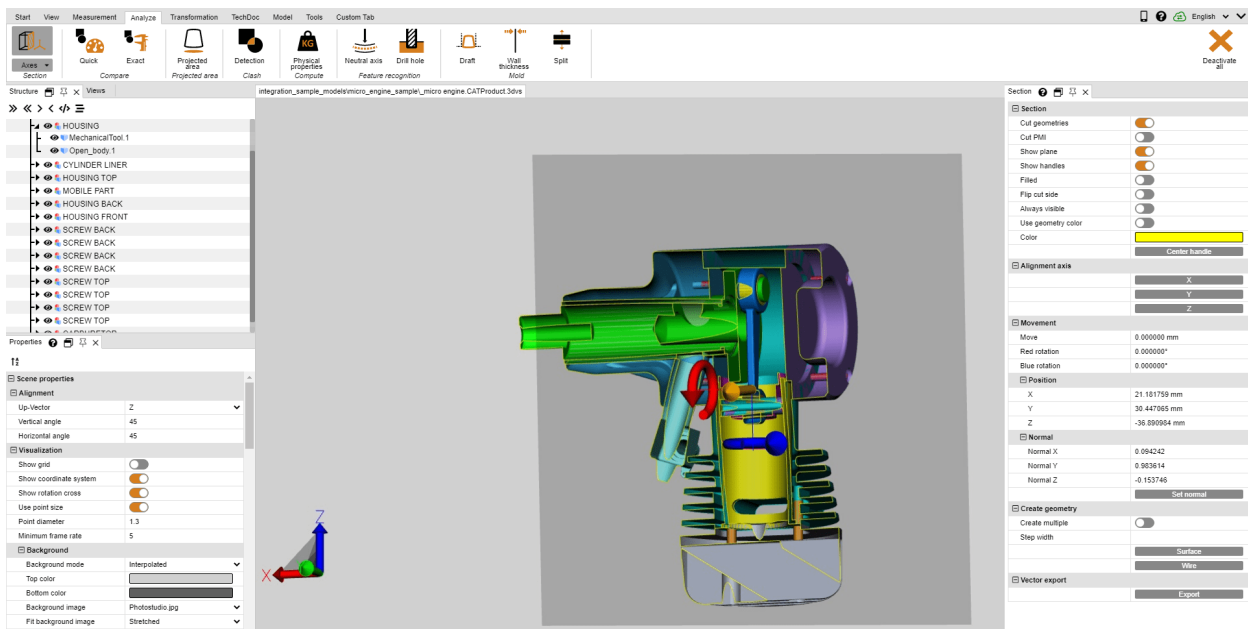 Start View Measurement Analyze Transformation TechDoc Model Tools Custom Tab English
Axes
Section
Quick Exact
Compare
Projected area
Projected area
Detection
Clash
KG
Physical properties
Compute
Neutral axis Drill hole
Feature recognition
Draft Wall thickness Split
Mold
Deactivate all
Structure Views
HOUSING
MechanicalTool.1
Open_body.1
CYLINDER LINER
HOUSING TOP
MOBILE PART
HOUSING BACK
HOUSING FRONT
SCREW BACK
SCREW BACK
SCREW BACK
SCREW BACK
SCREW TOP
SCREW TOP
SCREW TOP
SCREW TOP
CARBURETOR
Properties
Scene properties
Alignment
Up-Vector Z
Vertical angle 45
Horizontal angle 45
Visualization
Show grid
Show coordinate system
Show rotation cross
Use point size
Point diameter 1.3
Minimum frame rate 5
Background
Background mode Interpolated
Top color
Bottom color
Background image Photostudio.jpg
Fit background image Stretched
integration_sample_models\micro_engine_sample\_micro engine.CATProduct.3dvs
Z
X
Section
Section
Cut geometries
Cut PMI
Show plane
Show handles
Filled
Flip cut side
Always visible
Use geometry color
Color
Center handle
Alignment axis
X
Y
Z
Movement
Move 0.000000 mm
Red rotation 0.000000°
Blue rotation 0.000000°
Position
X 21.181759 mm
Y 30.447065 mm
Z -36.890984 mm
Normal
Normal X 0.094242
Normal Y 0.983614
Normal Z -0.153746
Set normal
Create geometry
Create multiple
Step width
Surface
Wire
Vector export
Export